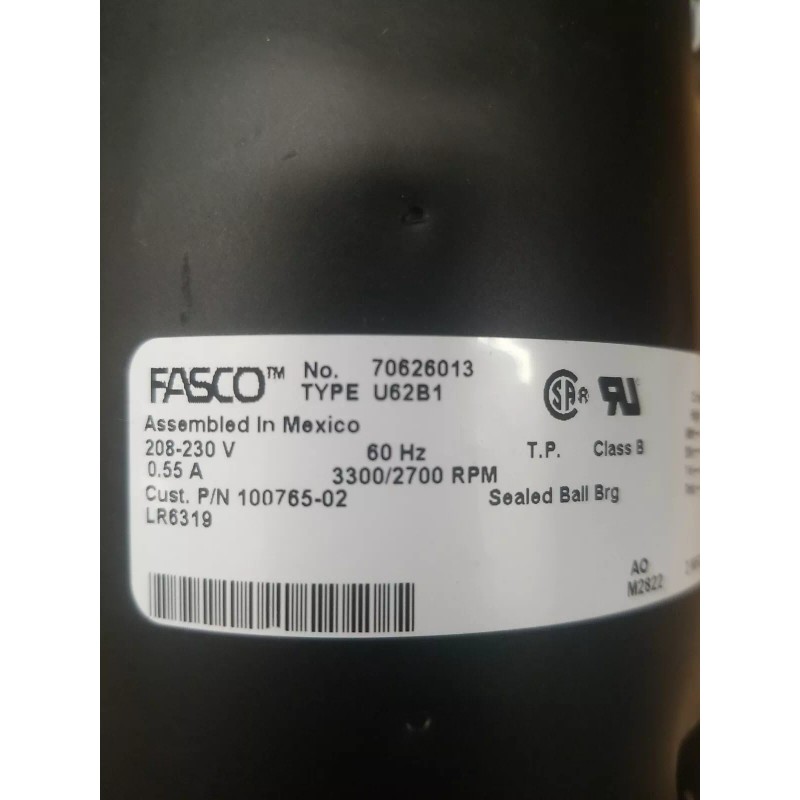 FASCO™ No. 70626013
TYPE U62B1
Assembled In Mexico
208-230 V 60 Hz T.P. Class B
0.55 A 3300/2700 RPM
Cust. P/N 100765-02 Sealed Ball Brg
LR6319
AO
M2822